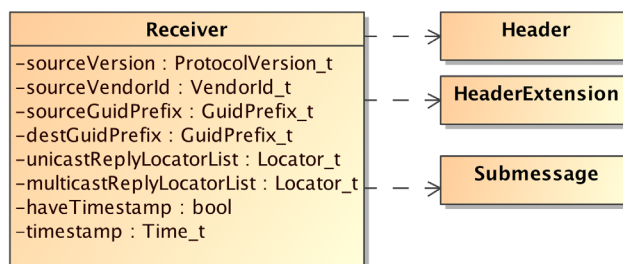 Receiver
-sourceVersion : ProtocolVersion_t
-sourceVendorId : VendorId_t
-sourceGuidPrefix : GuidPrefix_t
-destGuidPrefix : GuidPrefix_t
-unicastReplyLocatorList : Locator_t
-multicastReplyLocatorList : Locator_t
-haveTimestamp : bool
-timestamp : Time_t
Header
HeaderExtension
Submessage